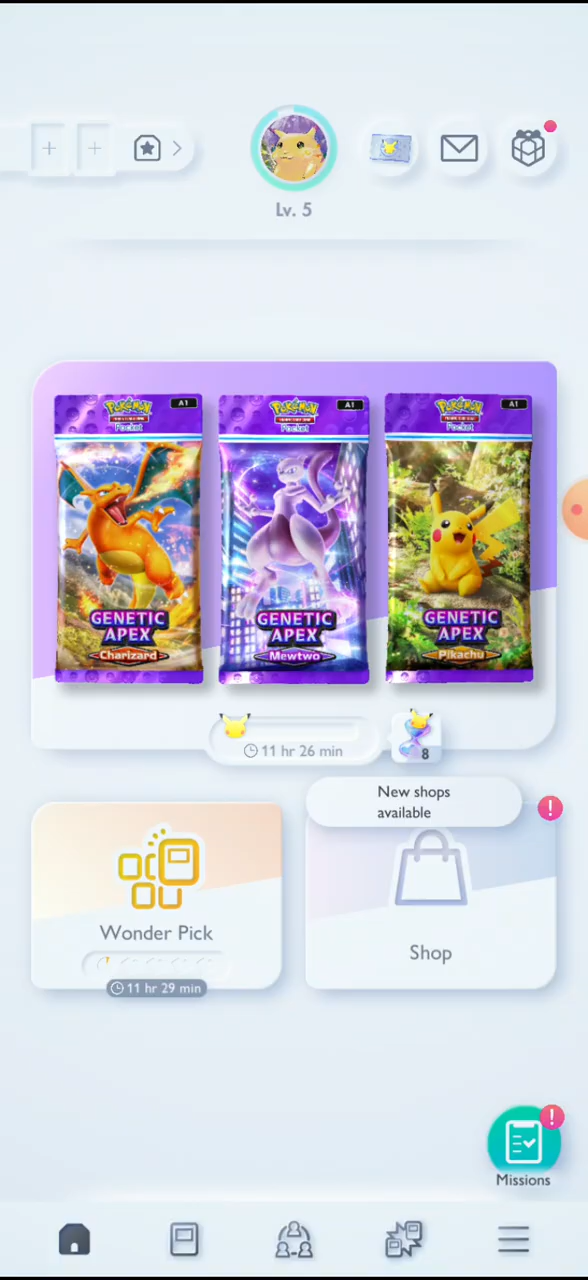 Lv. 5
A1
Pokémon
Pocket
GENETIC
APEX
Charizard
A1
Pokémon
Pocket
GENETIC
APEX
Mewtwo
A1
Pokémon
Pocket
GENETIC
APEX
Pikachu
11 hr 26 min
8
New shops
available
!
Wonder Pick
11 hr 29 min
Shop
!
Missions